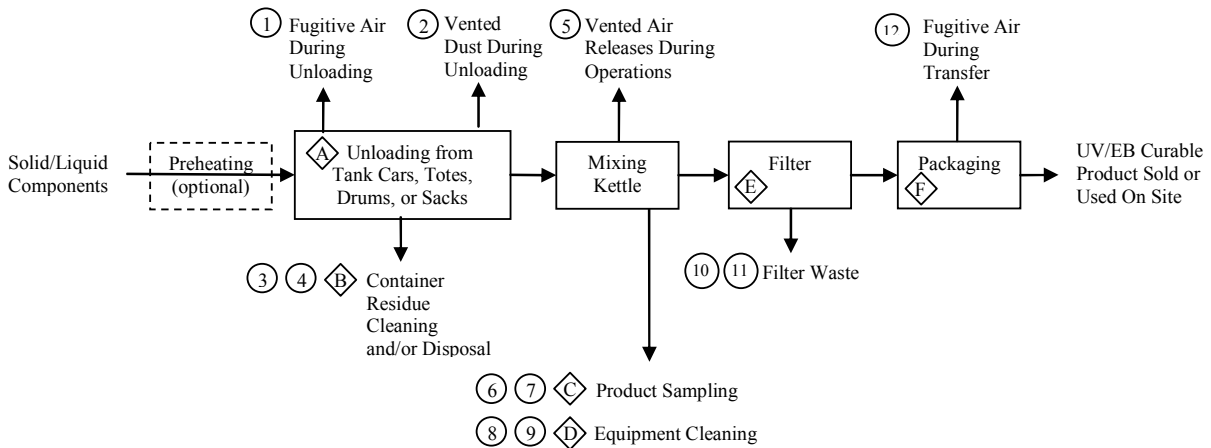 1 Fugitive Air
During
Unloading
2 Vented
Dust During
Unloading
5 Vented Air
Releases During
Operations
12 Fugitive Air
During
Transfer
Solid/Liquid
Components
Preheating
(optional)
A Unloading from
Tank Cars, Totes,
Drums, or Sacks
Mixing
Kettle
Filter
E
Packaging
F
UV/EB Curable
Product Sold or
Used On Site
3 4 B Container
Residue
Cleaning
and/or Disposal
10 11 Filter Waste
6 7 C Product Sampling
8 9 D Equipment Cleaning